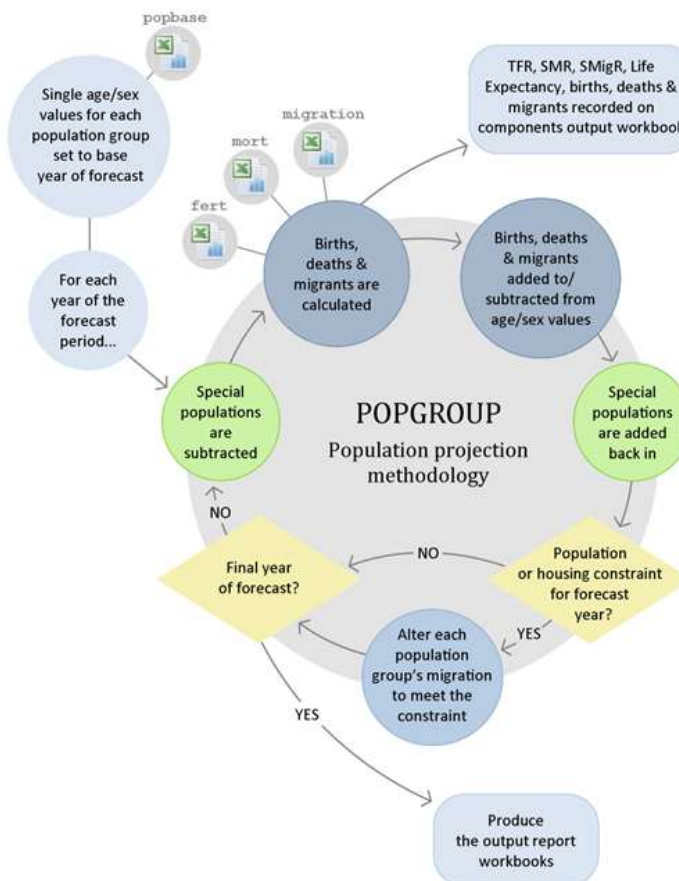 popbase
Single age/sex
values for each
population group
set to base
year of forecast
For each
year of the
forecast
period...
migration
mort
fert
Births,
deaths &
migrants are
calculated
TFR, SMR, SMigR, Life
Expectancy, births, deaths &
migrants recorded on
components output workbook
Births, deaths
& migrants
added to/
subtracted from
age/sex values
Special
populations
are
subtracted
POPGROUP
Population projection
methodology
Special
populations
are added
back in
NO
Final year
of forecast?
NO
Population
or housing constraint
for forecast
year?
YES
Alter each
population
group's migration
to meet the
constraint
YES
Produce
the output report
workbooks